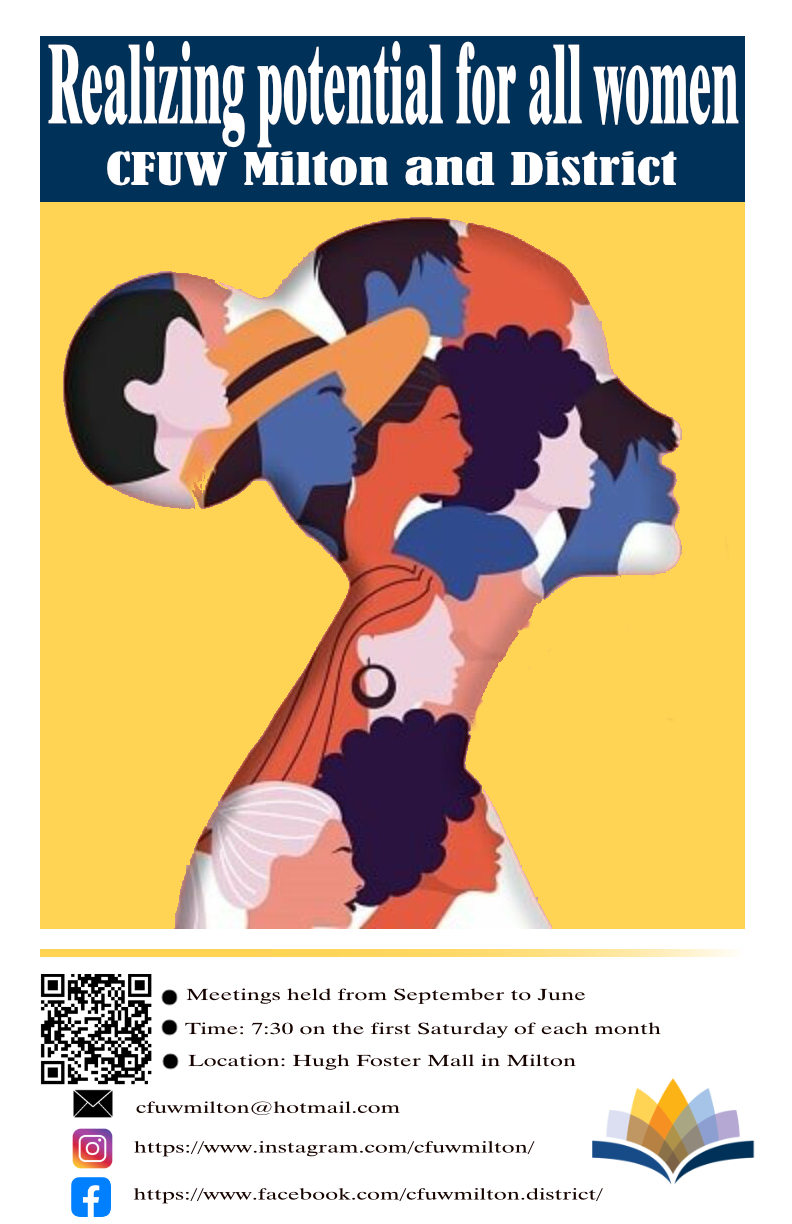 Realizing potential for all women
CFUW Milton and District
Meetings held from September to June
Time: 7:30 on the first Saturday of each month
Location: Hugh Foster Mall in Milton
cfuwmilton@hotmail.com
https://www.instagram.com/cfuwmilton/
https://www.facebook.com/cfuwmilton.district/